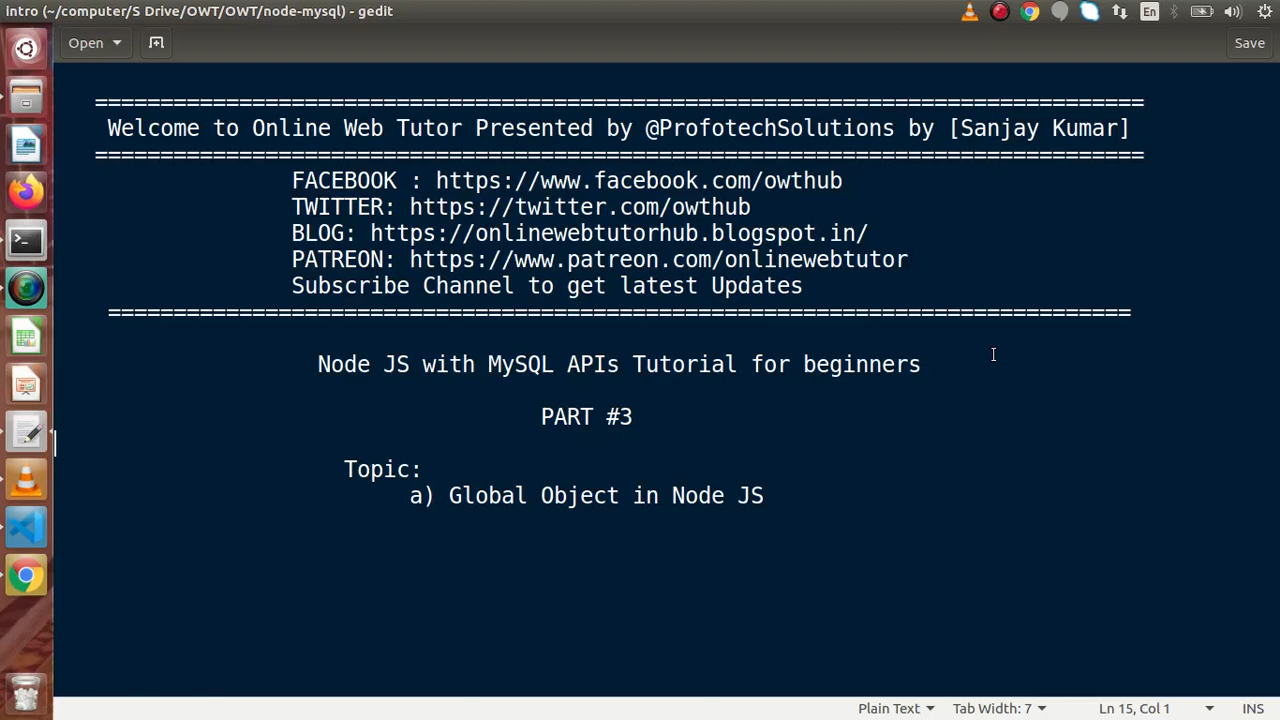 intro (~/computer/S Drive/OWT/OWT/node-mysql) - gedit
En
Open
Save
================================================================================
Welcome to Online Web Tutor Presented by @ProfotechSolutions by [Sanjay Kumar]
================================================================================
FACEBOOK : https://www.facebook.com/owthub
TWITTER: https://twitter.com/owthub
BLOG: https://onlinewebtutorhub.blogspot.in/
PATREON: https://www.patreon.com/onlinewebtutor
Subscribe Channel to get latest Updates
==============================================================================
Node JS with MySQL APIs Tutorial for beginners
PART #3
Topic:
a) Global Object in Node JS
Plain Text
Tab Width: 7
Ln 15, Col 1
INS